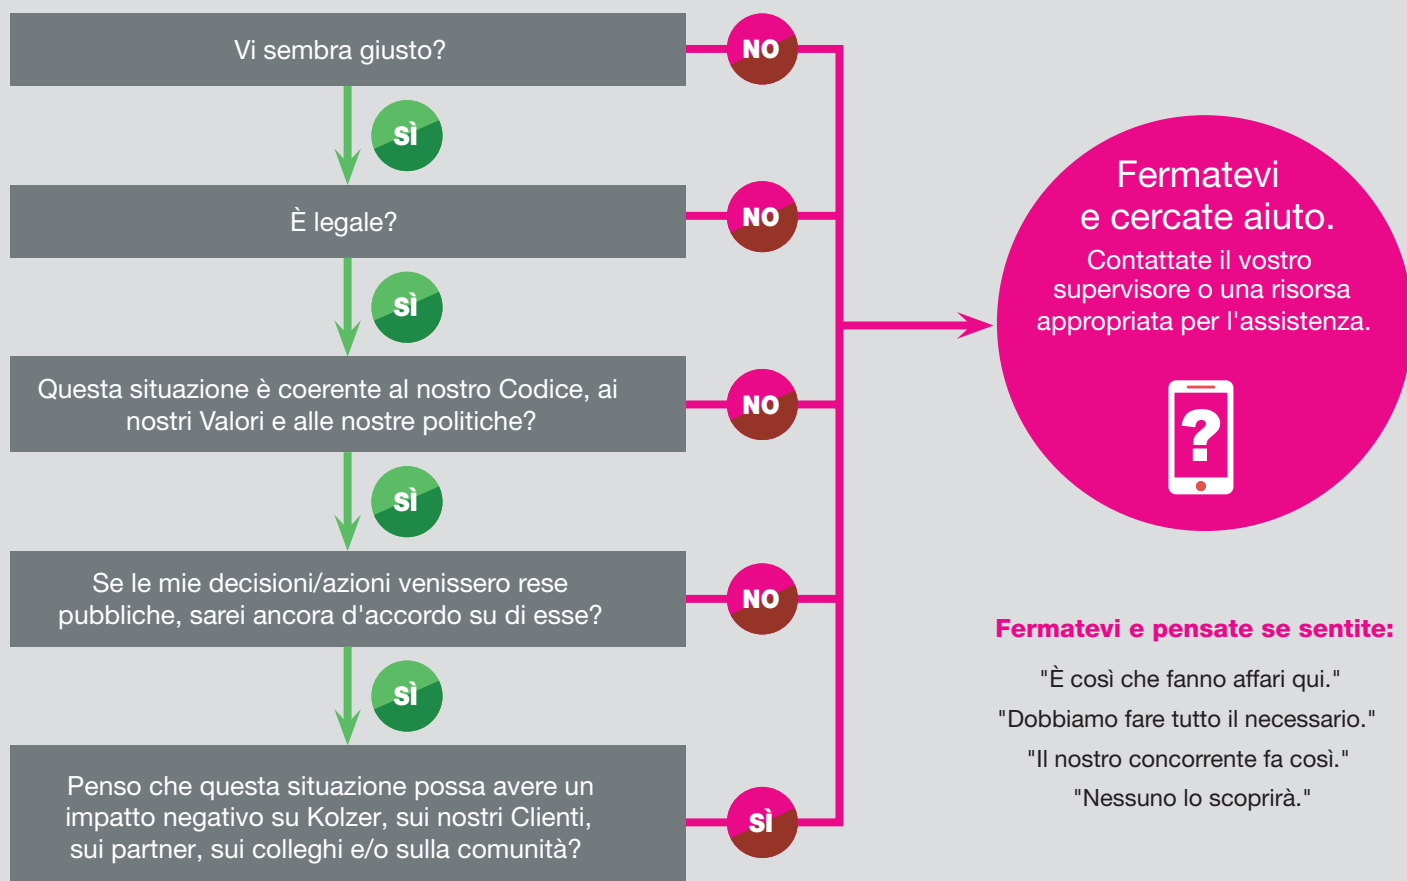 Vi sembra giusto?
NO
SÌ
È legale?
NO
SÌ
Questa situazione è coerente al nostro Codice, ai
nostri Valori e alle nostre politiche?
NO
SÌ
Se le mie decisioni/azioni venissero rese
pubbliche, sarei ancora d'accordo su di esse?
NO
SÌ
Penso che questa situazione possa avere un
impatto negativo su Kolzer, sui nostri Clienti,
sui partner, sui colleghi e/o sulla comunità?
SÌ
Fermatevi
e cercate aiuto.
Contattate il vostro
supervisore o una risorsa
appropriata per l'assistenza.
?
Fermatevi e pensate se sentite:
"È così che fanno affari qui."
"Dobbiamo fare tutto il necessario."
"Il nostro concorrente fa così."
"Nessuno lo scoprirà."